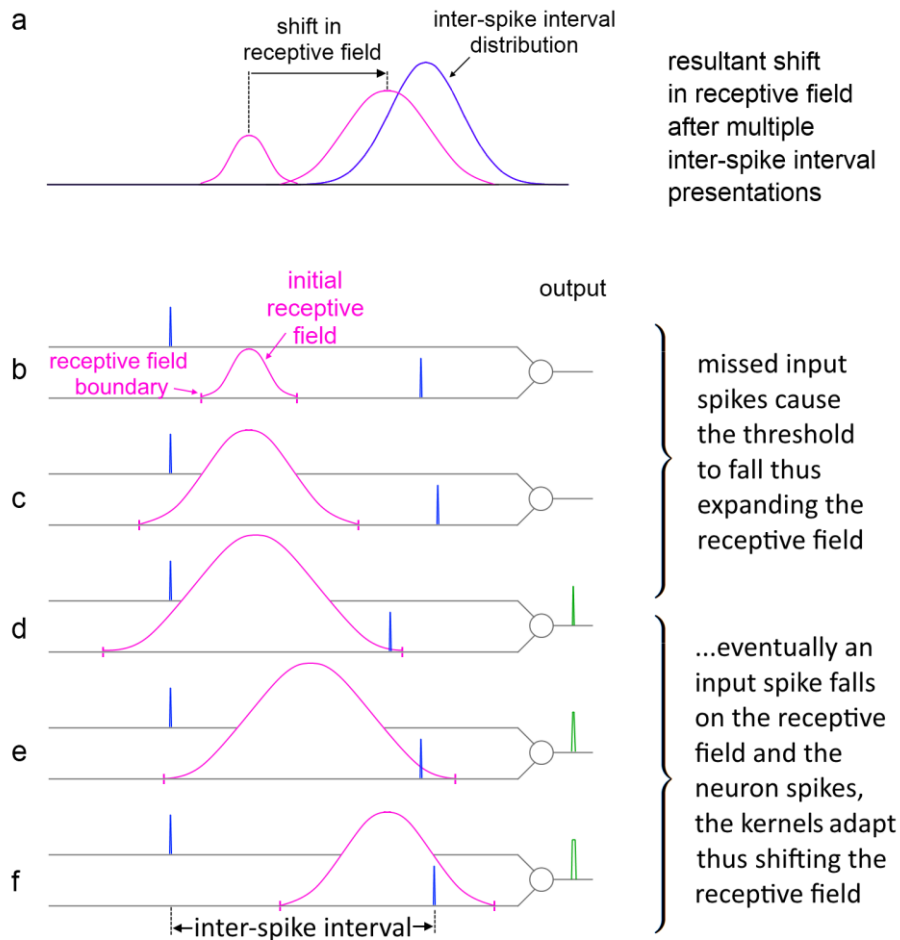 a
shift in
receptive field
inter-spike interval
distribution
resultant shift
in receptive field
after multiple
inter-spike interval
presentations
initial
receptive
field
output
receptive field
boundary
b
missed input
spikes cause
the threshold
to fall thus
expanding the
receptive field
c
d
...eventually an
input spike falls
on the receptive
field and the
neuron spikes,
the kernels adapt
thus shifting the
receptive field
e
f
inter-spike interval